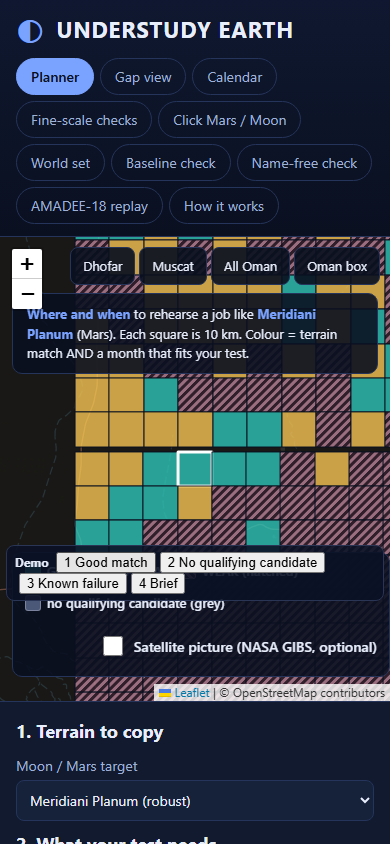 UNDERSTUDY EARTH
Planner
Gap view
Calendar
Fine-scale checks
Click Mars / Moon
World set
Baseline check
Name-free check
AMADEE-18 replay
How it works
+
−
Dhofar
Muscat
All Oman
Oman box
Where and when to rehearse a job like Meridiani
Planum (Mars). Each square is 10 km. Colour = terrain
match AND a month that fits your test.
Demo
1 Good match
2 No qualifying candidate
3 Known failure
4 Brief
no qualifying candidate (grey)
Satellite picture (NASA GIBS, optional)
Leaflet | © OpenStreetMap contributors
1. Terrain to copy
Moon / Mars target
Meridiani Planum (robust)
2. What your test needs